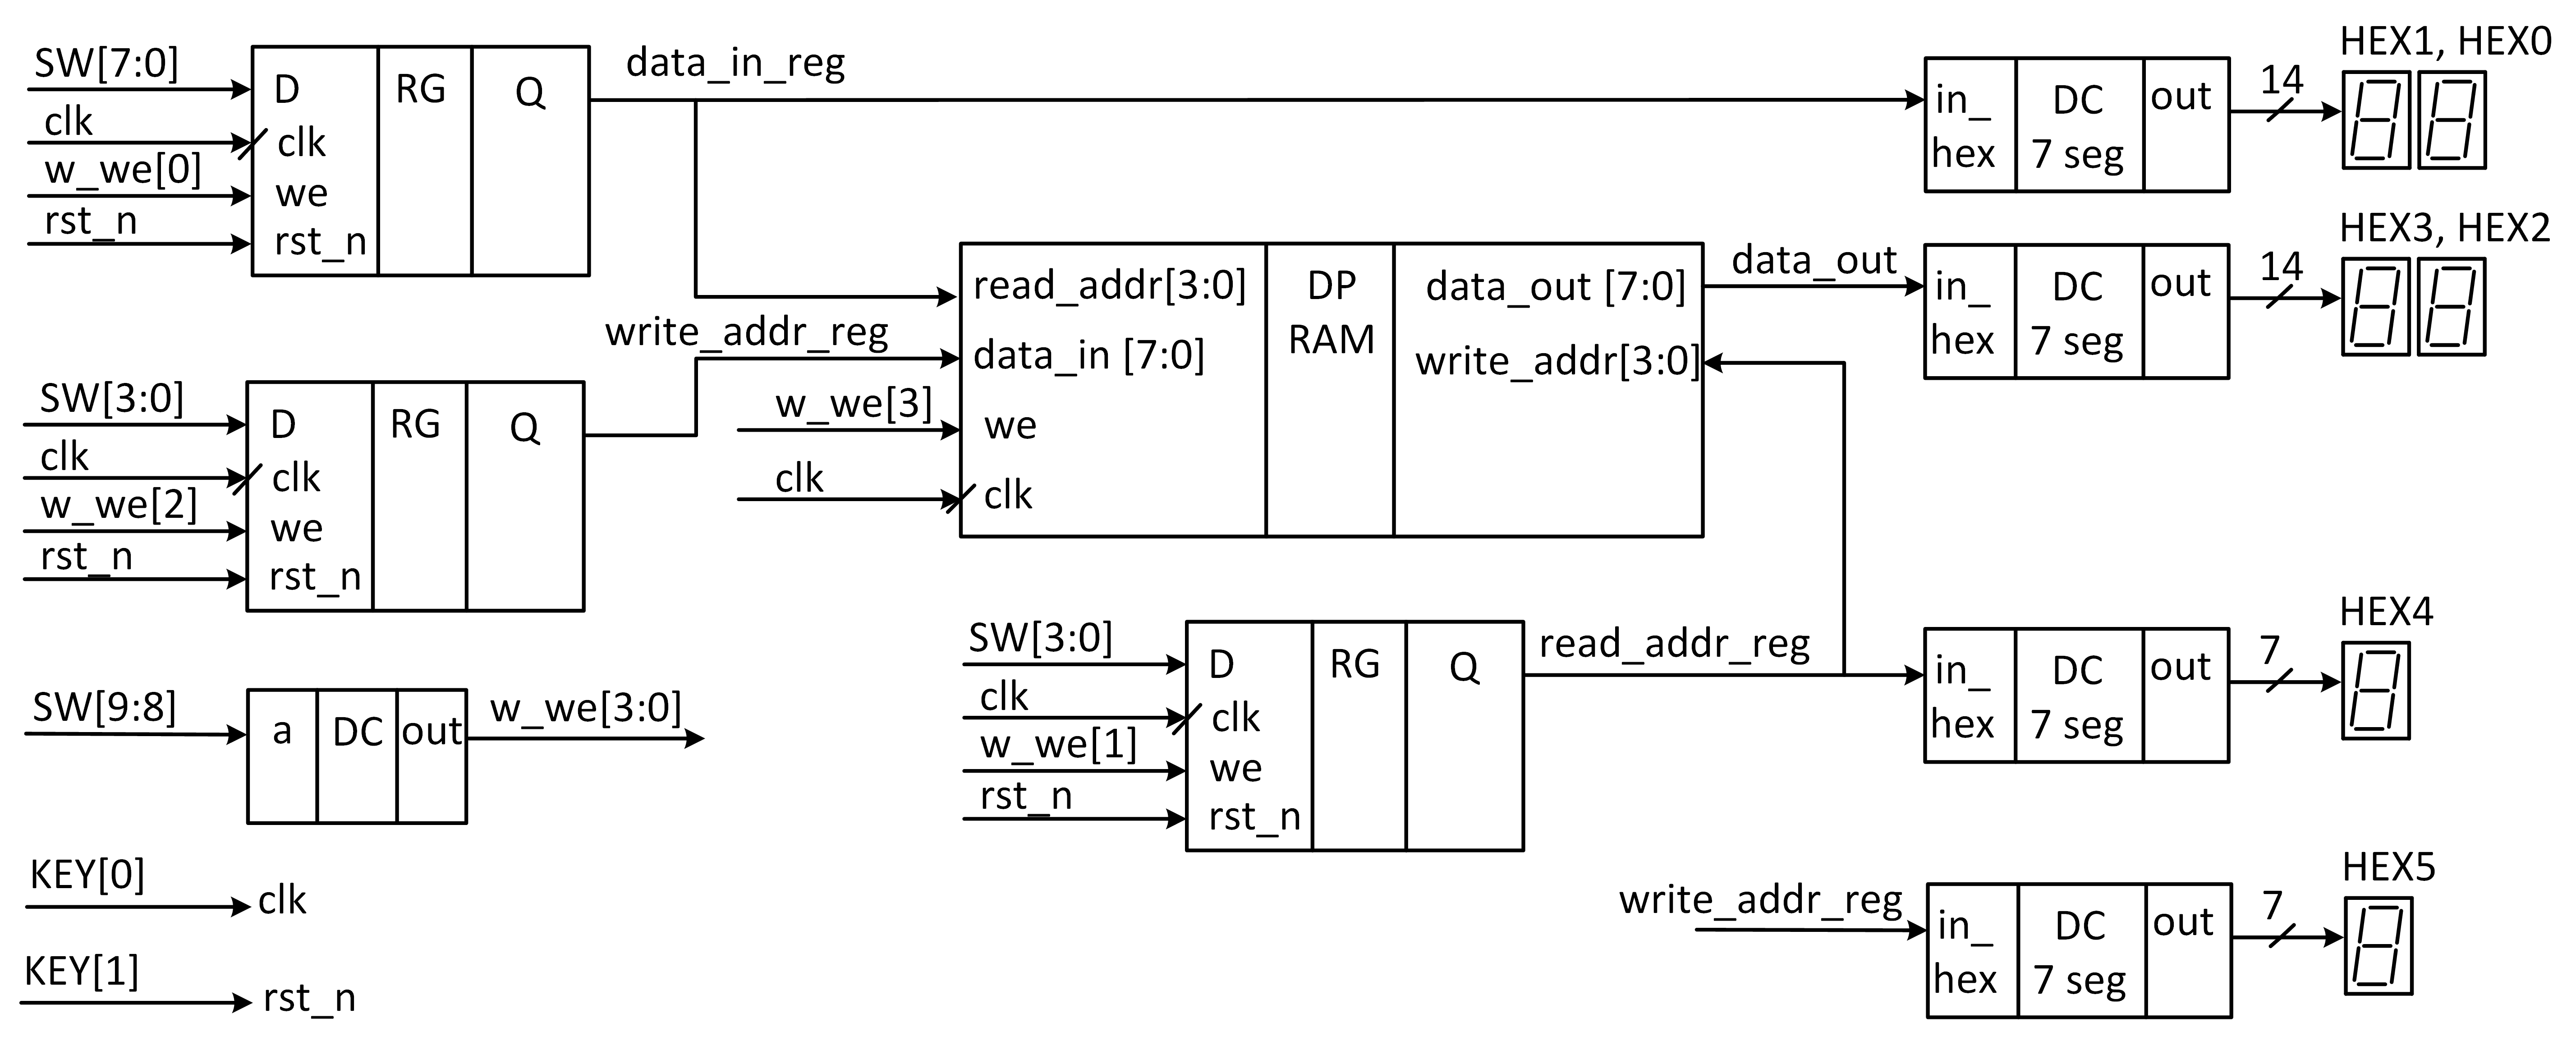 SW[7:0]
clk
w_we[0]
rst_n
D
clk
we
rst_n
RG
Q
data_in_reg
in_
hex
DC
7 seg
out
14
HEX1, HEX0
read_addr[3:0]
data_in [7:0]
we
clk
DP
RAM
data_out [7:0]
write_addr[3:0]
write_addr_reg
w_we[3]
clk
data_out
in_
hex
DC
7 seg
out
14
HEX3, HEX2
SW[3:0]
clk
w_we[2]
rst_n
D
clk
we
rst_n
RG
Q
SW[3:0]
clk
w_we[1]
rst_n
D
clk
we
rst_n
RG
Q
read_addr_reg
in_
hex
DC
7 seg
out
7
HEX4
SW[9:8]
a
DC
out
w_we[3:0]
KEY[0]
clk
KEY[1]
rst_n
write_addr_reg
in_
hex
DC
7 seg
out
7
HEX5